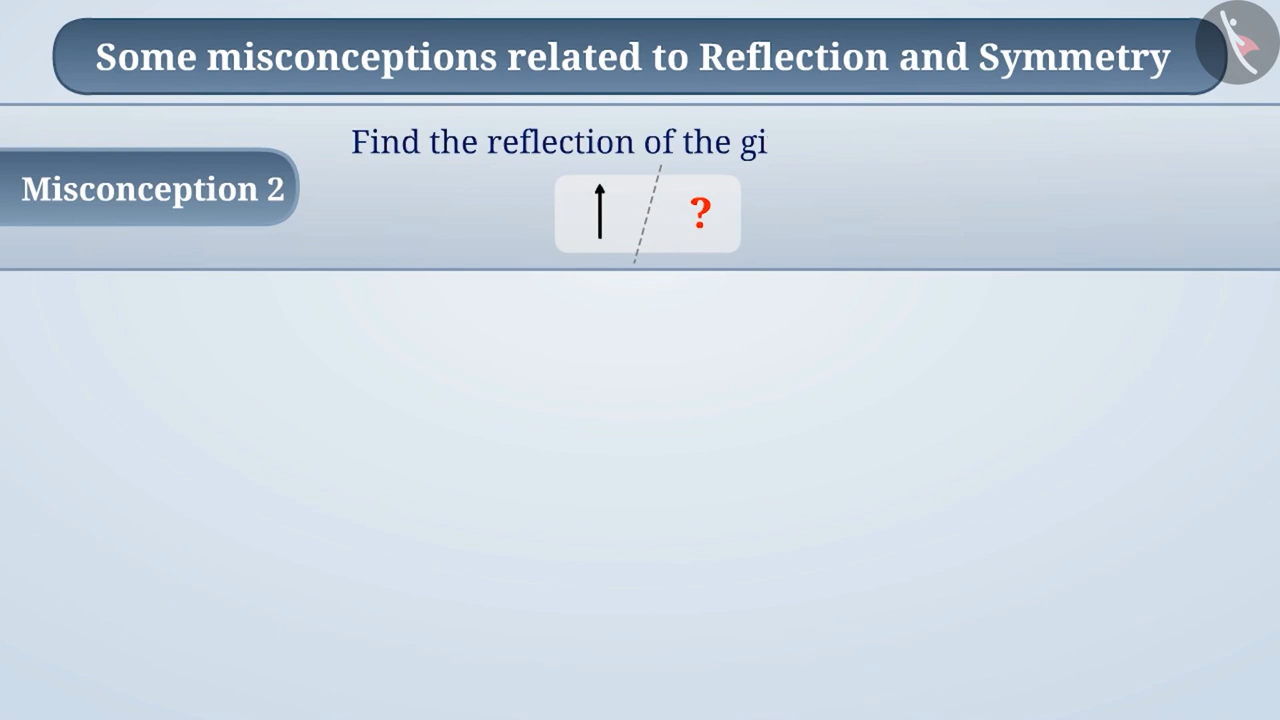 Some misconceptions related to Reflection and Symmetry
Find the reflection of the gi
Misconception 2
?